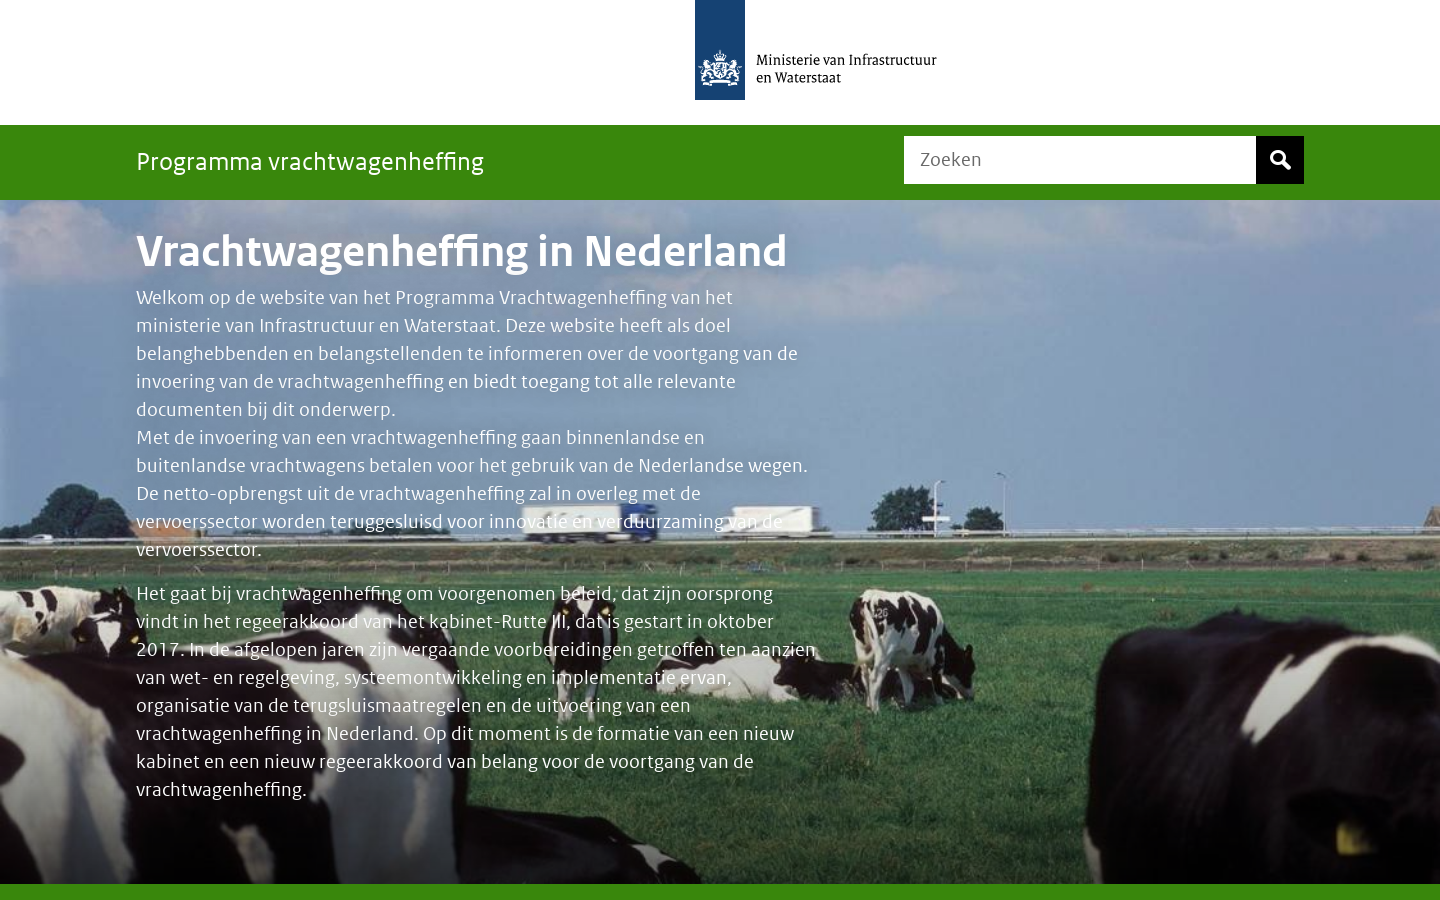 Ministerie van Infrastructuur
en Waterstaat
Programma vrachtwagenheffing
Zoeken
Vrachtwagenheffing in Nederland
Welkom op de website van het Programma Vrachtwagenheffing van het
ministerie van Infrastructuur en Waterstaat. Deze website heeft als doel
belanghebbenden en belangstellenden te informeren over de voortgang van de
invoering van de vrachtwagenheffing en biedt toegang tot alle relevante
documenten bij dit onderwerp.
Met de invoering van een vrachtwagenheffing gaan binnenlandse en
buitenlandse vrachtwagens betalen voor het gebruik van de Nederlandse wegen.
De netto-opbrengst uit de vrachtwagenheffing zal in overleg met de
vervoerssector worden teruggesluisd voor innovatie en verduurzaming van de
vervoerssector.
Het gaat bij vrachtwagenheffing om voorgenomen beleid, dat zijn oorsprong
vindt in het regeerakkoord van het kabinet-Rutte III, dat is gestart in oktober
2017. In de afgelopen jaren zijn vergaande voorbereidingen getroffen ten aanzien
van wet- en regelgeving, systeemontwikkeling en implementatie ervan,
organisatie van de terugsluismaatregelen en de uitvoering van een
vrachtwagenheffing in Nederland. Op dit moment is de formatie van een nieuw
kabinet en een nieuw regeerakkoord van belang voor de voortgang van de
vrachtwagenheffing.